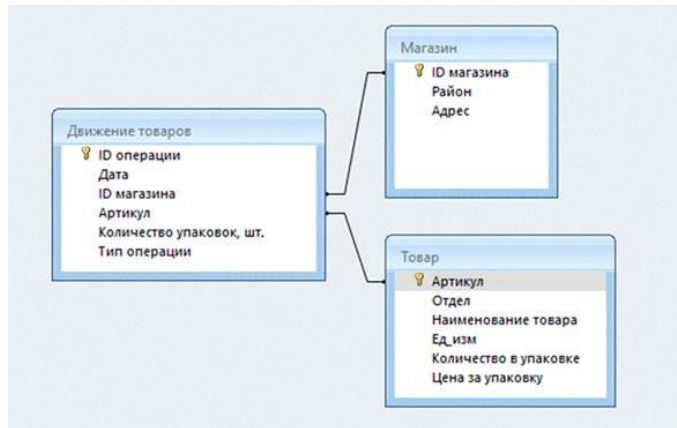 Магазин
ID магазина
Район
Адрес
Движение товаров
ID операции
Дата
ID магазина
Артикул
Количество упаковок, шт.
Тип операции
Товар
Артикул
Отдел
Наименование товара
Ед_изм
Количество в упаковке
Цена за упаковку